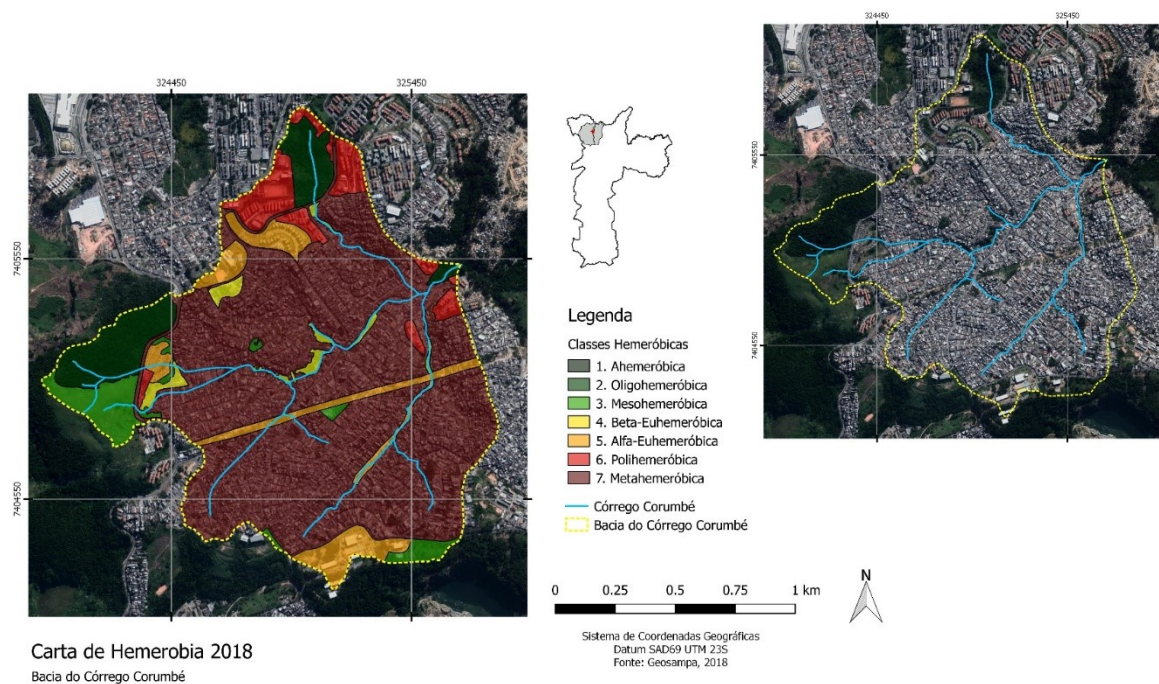 324450
325450
7405550
7404550
Legenda
Classes Hemeróbicas
1. Ahemeróbica
2. Oligohemeróbica
3. Mesohemeróbica
4. Beta-Euhemeróbica
5. Alfa-Euhemeróbica
6. Polihemeróbica
7. Metahemeróbica
Córrego Corumbé
Bacia do Córrego Corumbé
324450
325450
7405550
7404550
0 0.25 0.5 0.75 1 km
N
Sistema de Coordenadas Geográficas
Datum SAD69 UTM 23S
Fonte: Geosampa, 2018
Carta de Hemerobia 2018
Bacia do Córrego Corumbé